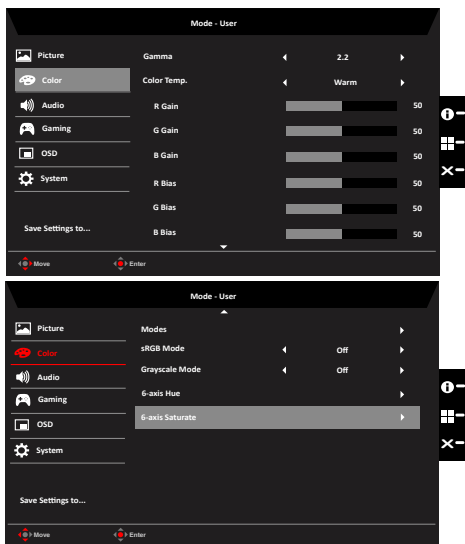 Mode - User
Picture
Gamma 2.2
Color
Color Temp. Warm
Audio
R Gain 50
Gaming
G Gain 50
OSD
B Gain 50
System
R Bias 50
G Bias 50
Save Settings to...
B Bias 50
Move Enter
Mode - User
Picture
Modes
Color
sRGB Mode Off
Audio
Grayscale Mode Off
Gaming
6-axis Hue
OSD
6-axis Saturate
System
Save Settings to...
Move Enter